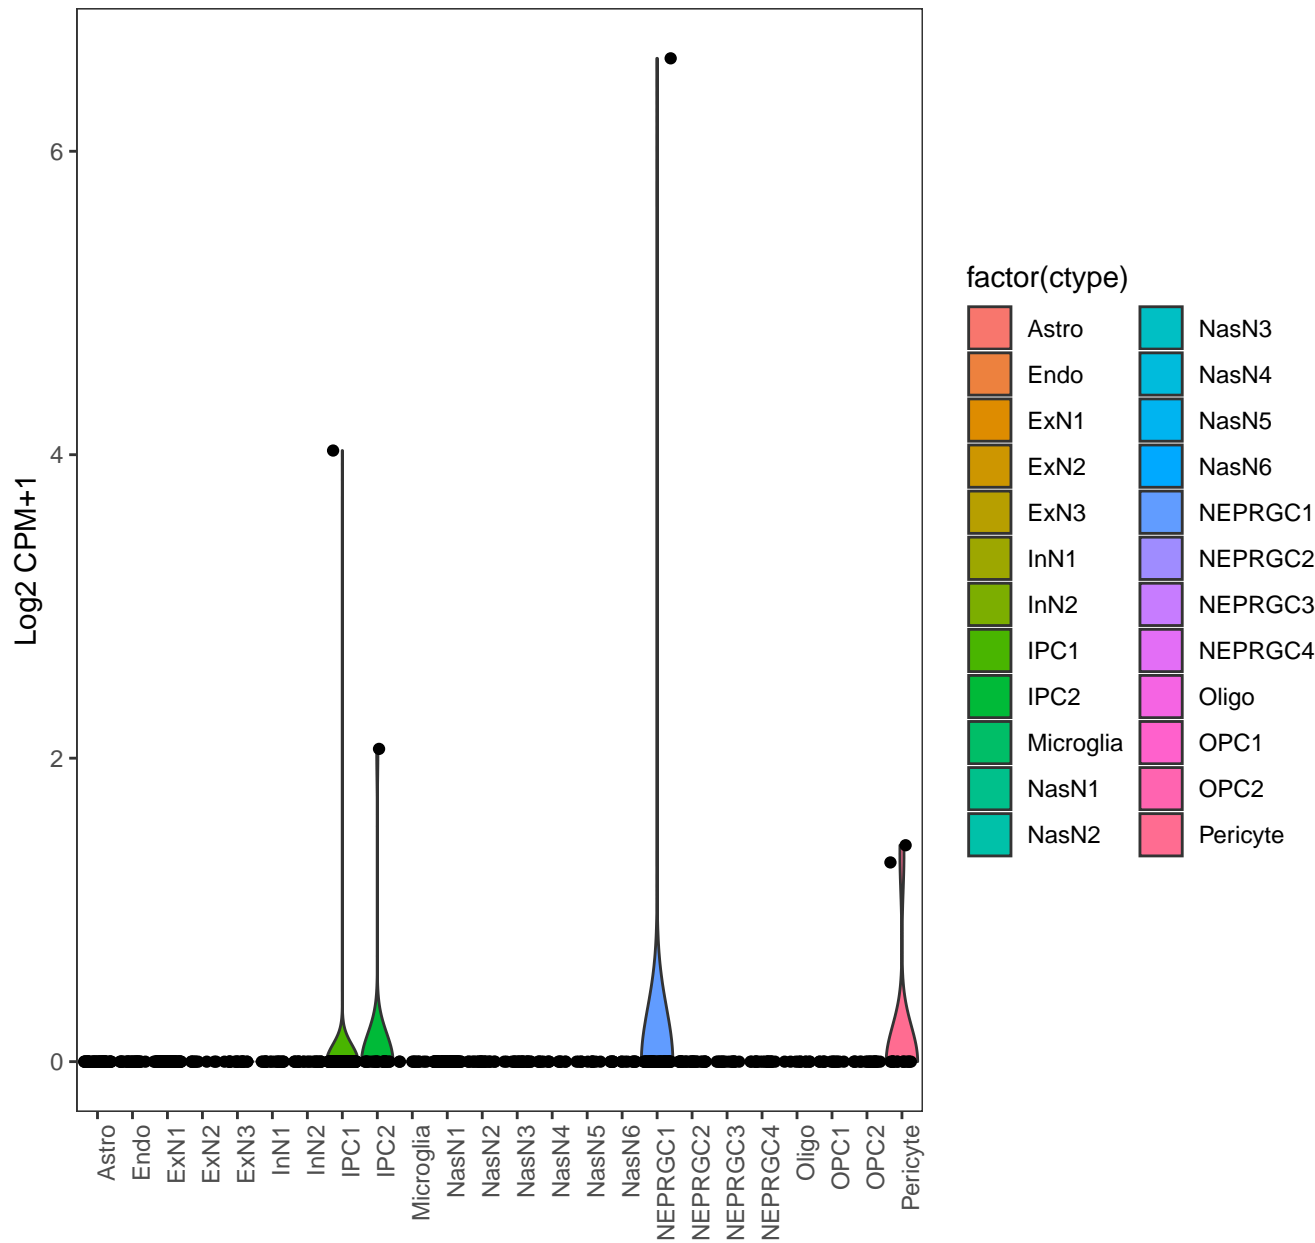 Log2 CPM+1
6
4
2
0
Astro
Endo
ExN1
ExN2
ExN3
InN1
InN2
IPC1
IPC2
Microglia
NasN1
NasN2
NasN3
NasN4
NasN5
NasN6
NEPRGC1
NEPRGC2
NEPRGC3
NEPRGC4
Oligo
OPC1
OPC2
Pericyte
factor(ctype)
Astro
Endo
ExN1
ExN2
ExN3
InN1
InN2
IPC1
IPC2
Microglia
NasN1
NasN2
NasN3
NasN4
NasN5
NasN6
NEPRGC1
NEPRGC2
NEPRGC3
NEPRGC4
Oligo
OPC1
OPC2
Pericyte